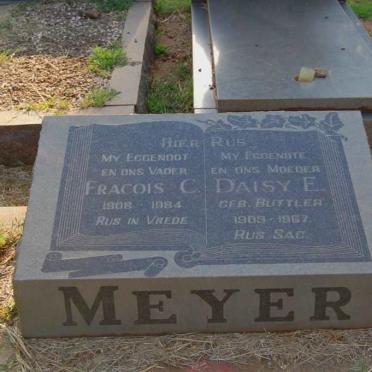 HIER RUS
MY EGGENOOT
EN ONS VADER
FRACOIS C.
1908 - 1984
RUS IN VREDE
MY EGGENOTE
EN ONS MOEDER
DAISY E.
GEB. BUTTLER
1909 - 1967.
RUS SAG.
MEYER